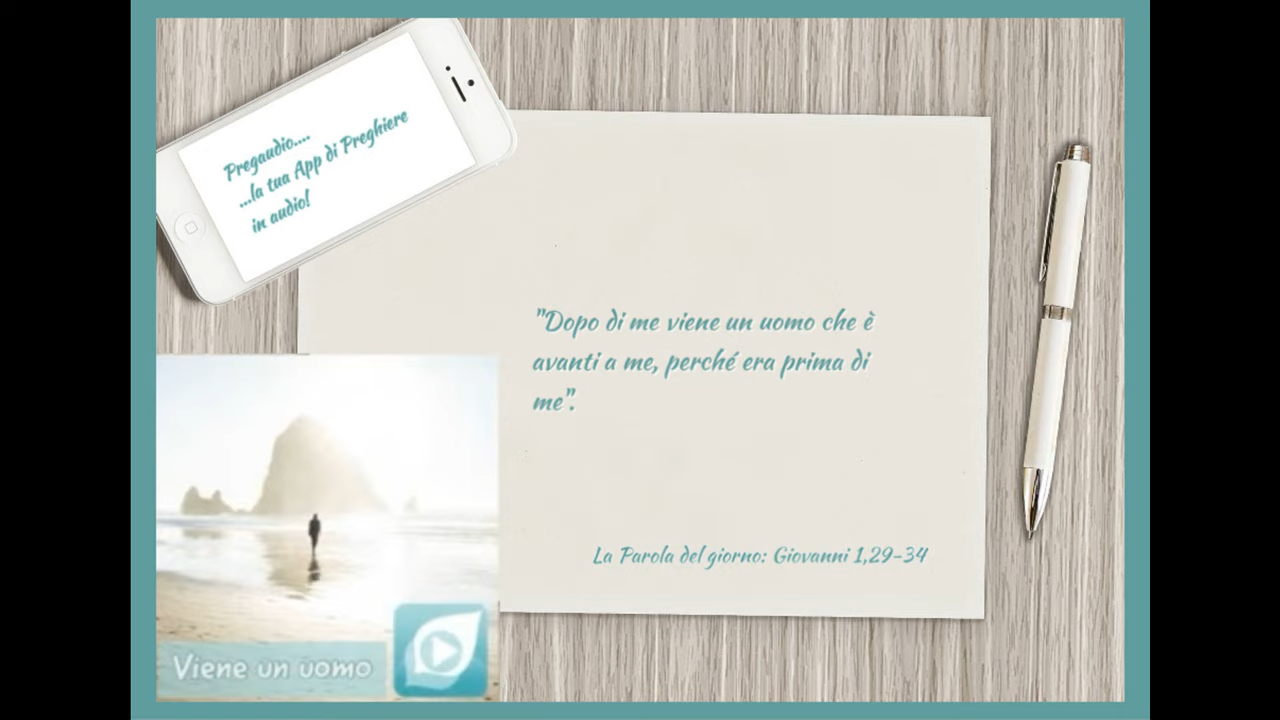 Pregaudio....
...la tua App di Preghiere
in audio!
"Dopo di me viene un uomo che è
avanti a me, perché era prima di
me".
La Parola del giorno: Giovanni 1,29-34
Viene un uomo